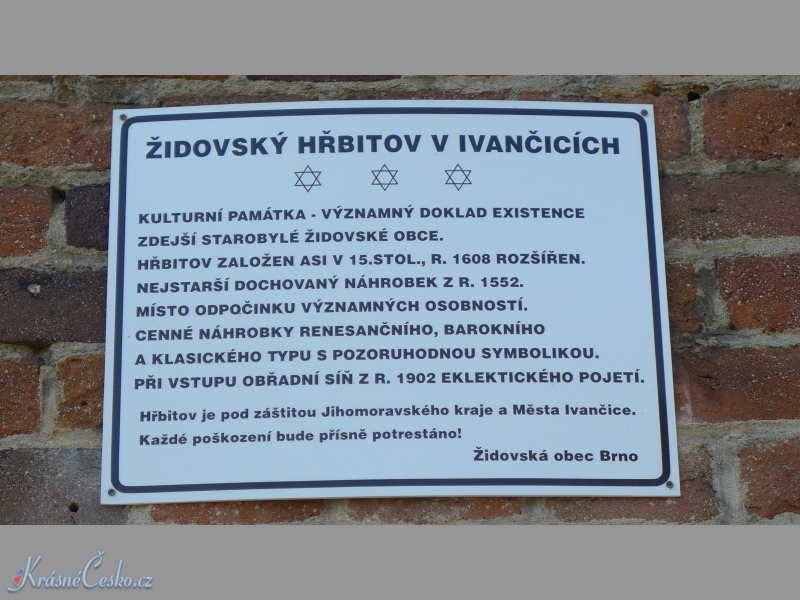 ŽIDOVSKÝ HŘBITOV V IVANČICÍCH
KULTURNÍ PAMÁTKA - VÝZNAMNÝ DOKLAD EXISTENCE
ZDEJŠÍ STAROBYLÉ ŽIDOVSKÉ OBCE.
HŘBITOV ZALOŽEN ASI V 15.STOL., R. 1608 ROZŠÍŘEN.
NEJSTARŠÍ DOCHOVANÝ NÁHROBEK Z R. 1552.
MÍSTO ODPOČINKU VÝZNAMNÝCH OSOBNOSTÍ.
CENNÉ NÁHROBKY RENESANČNÍHO, BAROKNÍHO
A KLASICKÉHO TYPU S POZORUHODNOU SYMBOLIKOU.
PŘI VSTUPU OBŘADNÍ SÍŇ Z R. 1902 EKLEKTICKÉHO POJETÍ.
Hřbitov je pod záštitou Jihomoravského kraje a Města Ivančice.
Každé poškození bude přísně potrestáno!
Židovská obec Brno
KrásnéČesko.cz